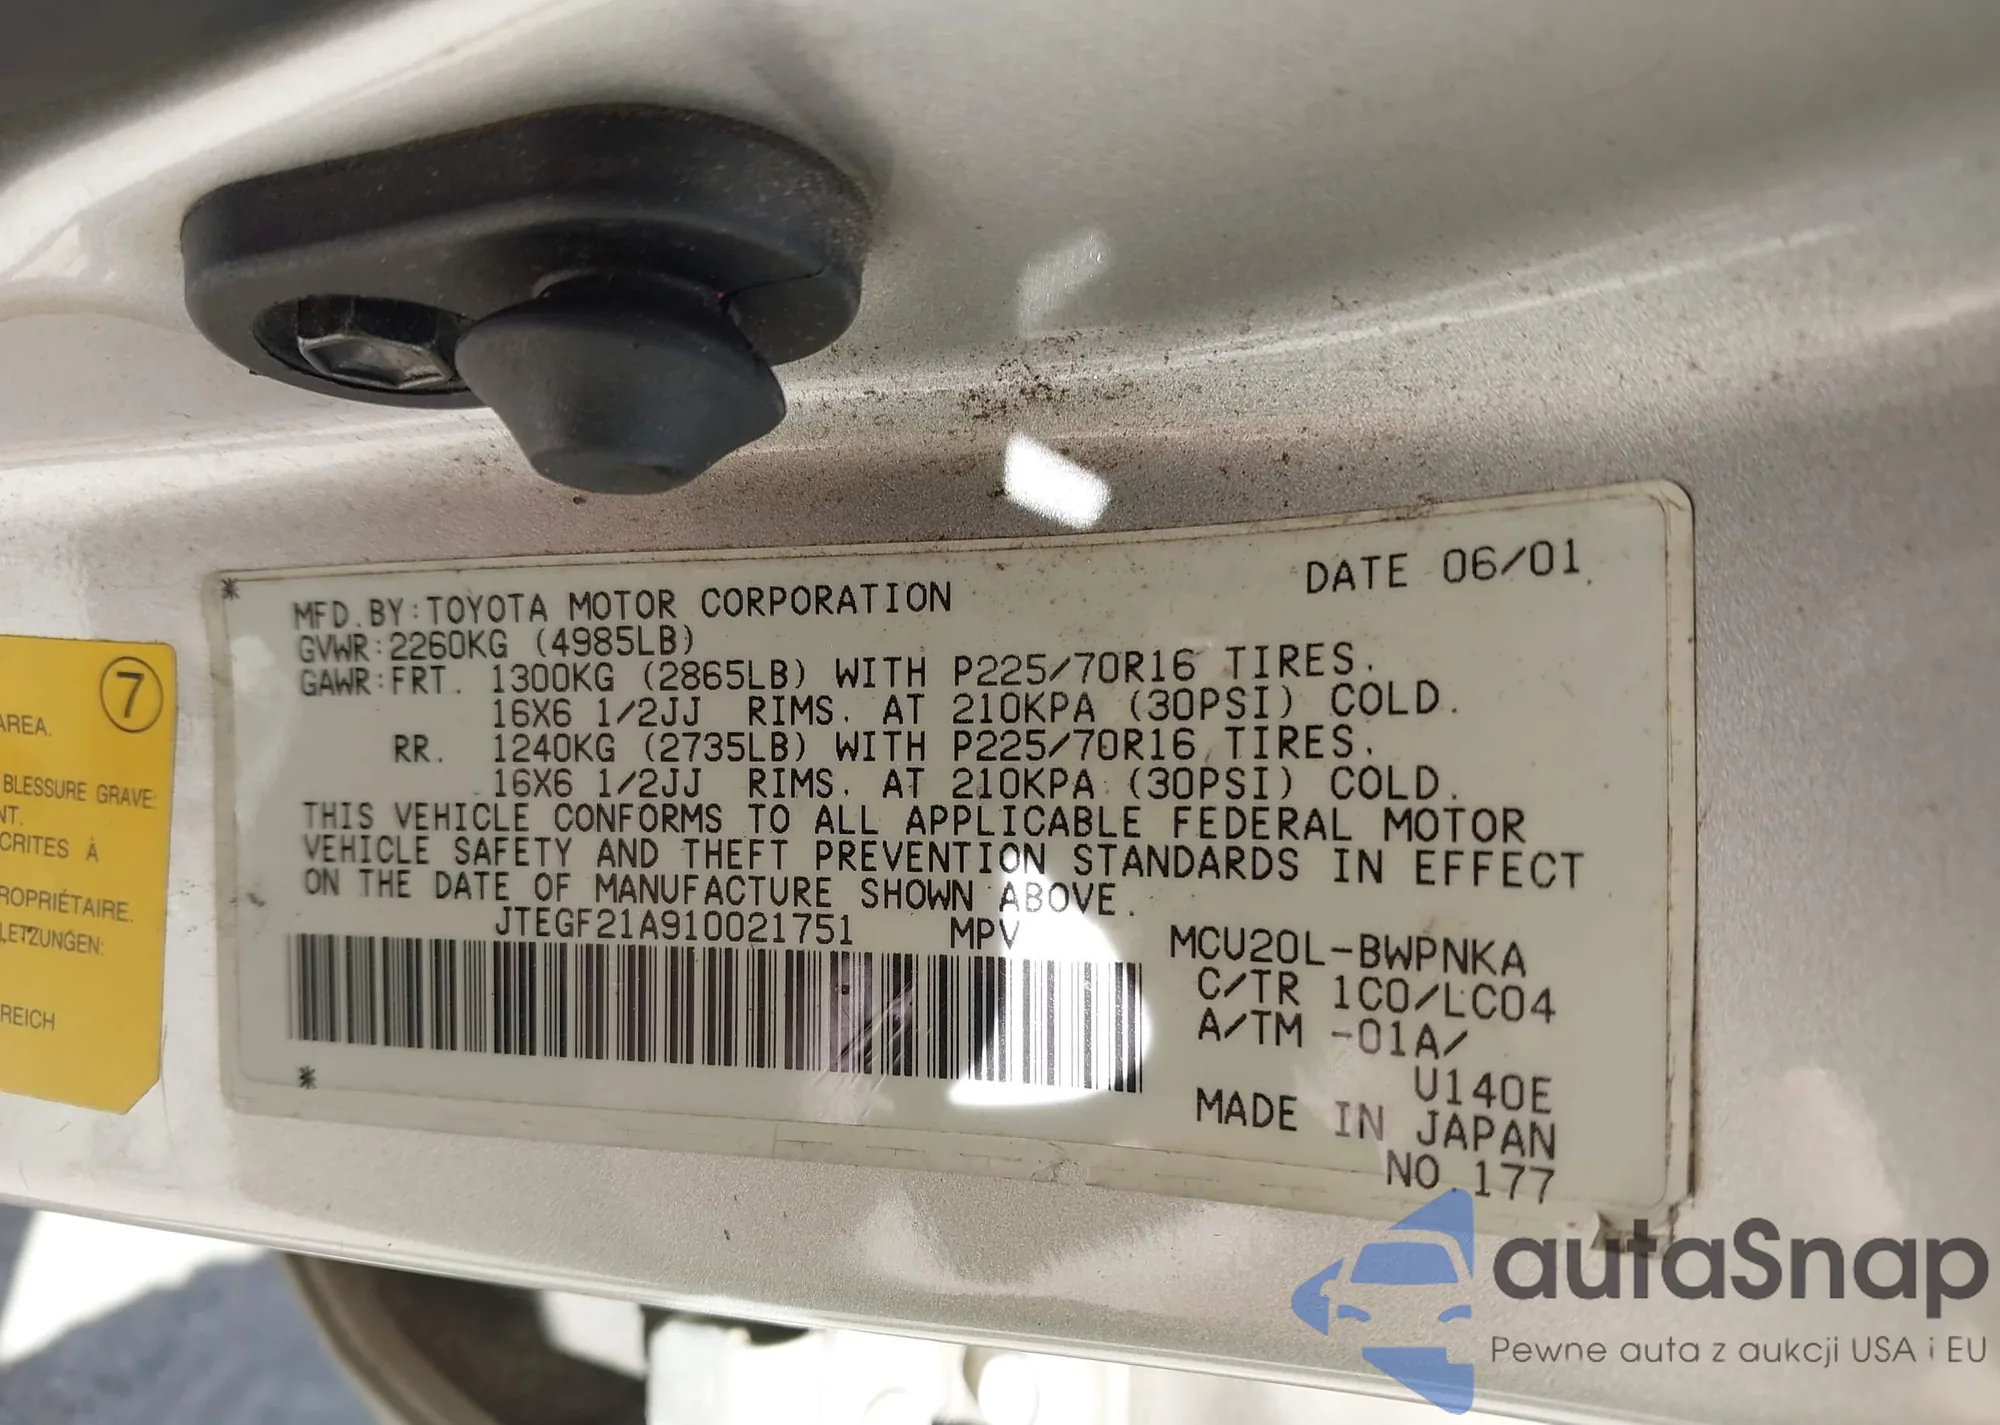 * DATE 06/01
MFD.BY:TOYOTA MOTOR CORPORATION
GVWR:2260KG (4985LB)
GAWR:FRT. 1300KG (2865LB) WITH P225/70R16 TIRES.
16X6 1/2JJ RIMS. AT 210KPA (30PSI) COLD.
RR. 1240KG (2735LB) WITH P225/70R16 TIRES.
16X6 1/2JJ RIMS. AT 210KPA (30PSI) COLD.
THIS VEHICLE CONFORMS TO ALL APPLICABLE FEDERAL MOTOR
VEHICLE SAFETY AND THEFT PREVENTION STANDARDS IN EFFECT
ON THE DATE OF MANUFACTURE SHOWN ABOVE.
JTEGF21A910021751 MPV MCU20L-BWPNKA
C/TR 1C0/LC04
A/TM -01A/
U140E
* MADE IN JAPAN
NO.177
7
AREA.
BLESSURE GRAVE:
NT.
CRITES À
ROPRIÉTAIRE.
LETZUNGEN:
REICH
autaSnap
Pewne auta z aukcji USA i EU